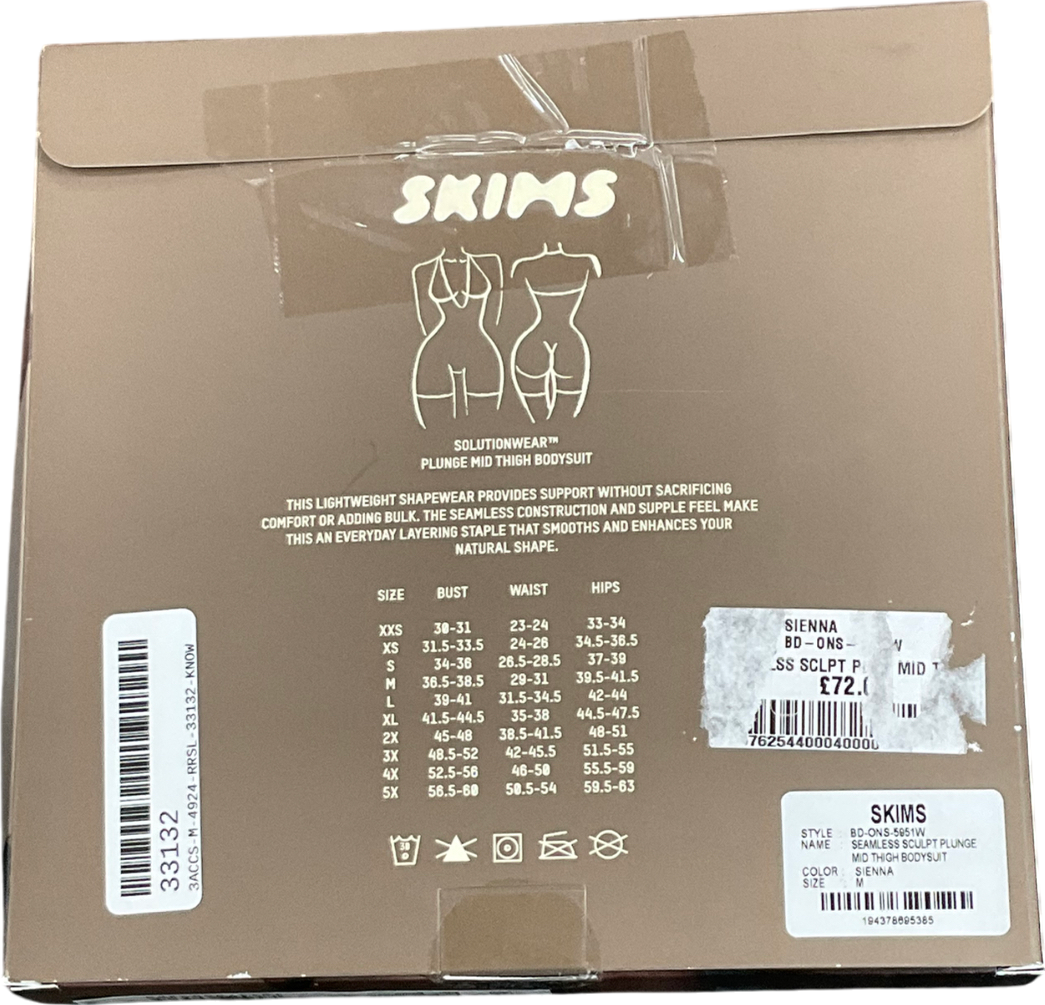 SKIMS
SOLUTIONWEAR™
PLUNGE MID THIGH BODYSUIT
THIS LIGHTWEIGHT SHAPEWEAR PROVIDES SUPPORT WITHOUT SACRIFICING
COMFORT OR ADDING BULK. THE SEAMLESS CONSTRUCTION AND SUPPLE FEEL MAKE
THIS AN EVERYDAY LAYERING STAPLE THAT SMOOTHS AND ENHANCES YOUR
NATURAL SHAPE.
SIZE BUST WAIST HIPS
XXS 30-31 23-24 33-34
XS 31.5-33.5 24-26 34.5-36.5
S 34-36 26.5-28.5 37-39
M 36.5-38.5 29-31 39.5-41.5
L 39-41 31.5-34.5 42-44
XL 41.5-44.5 35-38 44.5-47.5
2X 45-48 38.5-41.5 48-51
3X 48.5-52 42-45.5 51.5-55
4X 52.5-56 46-50 55.5-59
5X 56.5-60 50.5-54 59.5-63
30
33132
3ACCS-M-4924-RRSL-33132-KNOW
SIENNA
BD-ONS- W
SCLPT MID
£72.
SKIMS
STYLE : BD-ONS-5951W
NAME : SEAMLESS SCULPT PLUNGE
MID THIGH BODYSUIT
COLOR : SIENNA
SIZE : M
194378695385